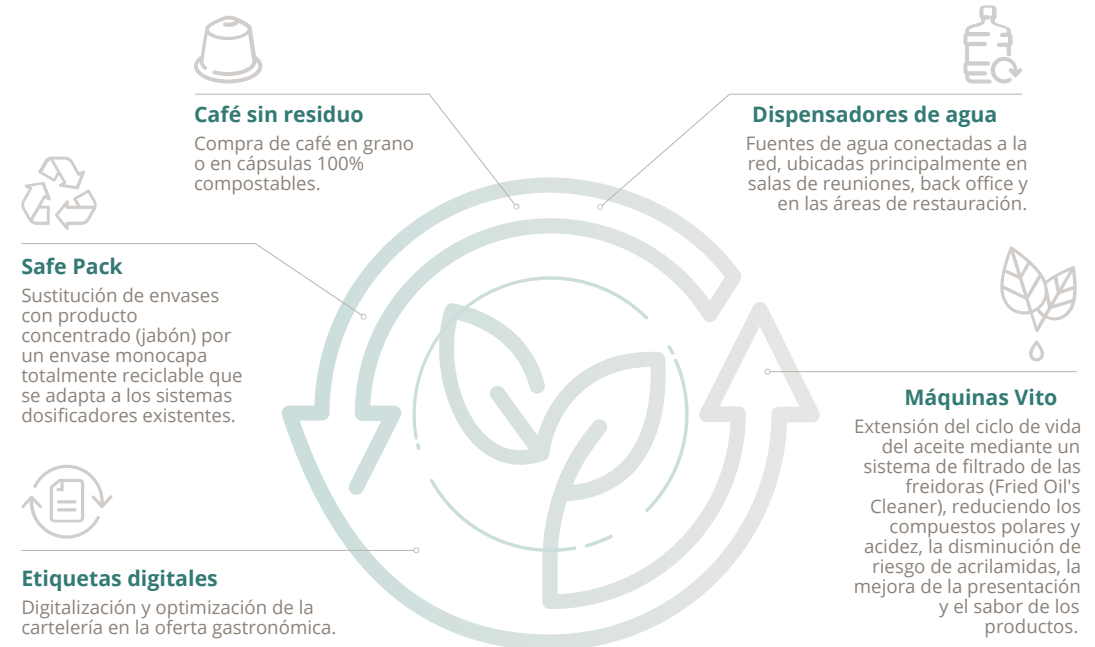 Café sin residuo
Compra de café en grano
o en cápsulas 100%
compostables.
Dispensadores de agua
Fuentes de agua conectadas a la
red, ubicadas principalmente en
salas de reuniones, back office y
en las áreas de restauración.
Safe Pack
Sustitución de envases
con producto
concentrado (jabón) por
un envase monocapa
totalmente reciclable que
se adapta a los sistemas
dosificadores existentes.
Máquinas Vito
Extensión del ciclo de vida
del aceite mediante un
sistema de filtrado de las
freidoras (Fried Oil's
Cleaner), reduciendo los
compuestos polares y
acidez, la disminución de
riesgo de acrilamidas, la
mejora de la presentación
y el sabor de los
productos.
Etiquetas digitales
Digitalización y optimización de la
cartelería en la oferta gastronómica.